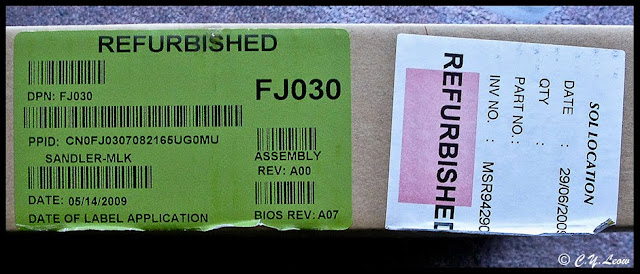 REFURBISHED
DPN: FJ030
FJ030
PPID: CN0FJ0307082165UG0MU
SANDLER-MLK
ASSEMBLY
REV: A00
DATE: 05/14/2009
DATE OF LABEL APPLICATION
BIOS REV: A07
SOL LOCATION
DATE : 29/06/2009
QTY :
PART NO.:
INV NO. : MSR94290
REFURBISHED
© C.Y. Leow